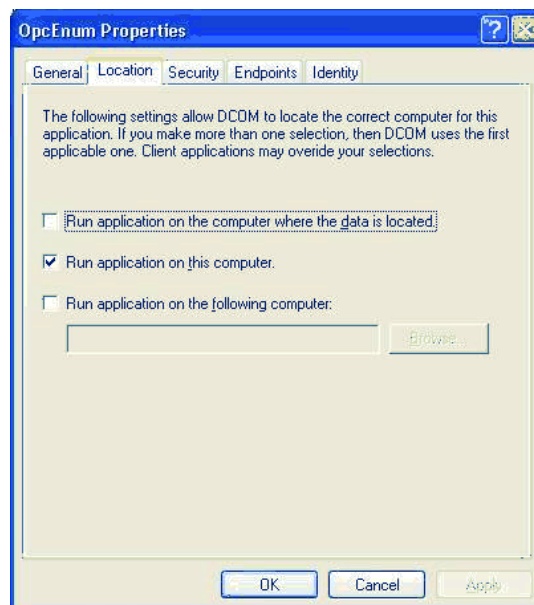 OpcEnum Properties
General Location Security Endpoints Identity
The following settings allow DCOM to locate the correct computer for this
application. If you make more than one selection, then DCOM uses the first
applicable one. Client applications may overide your selections.
Run application on the computer where the data is located.
Run application on this computer.
Run application on the following computer:
Browse...
OK Cancel Apply